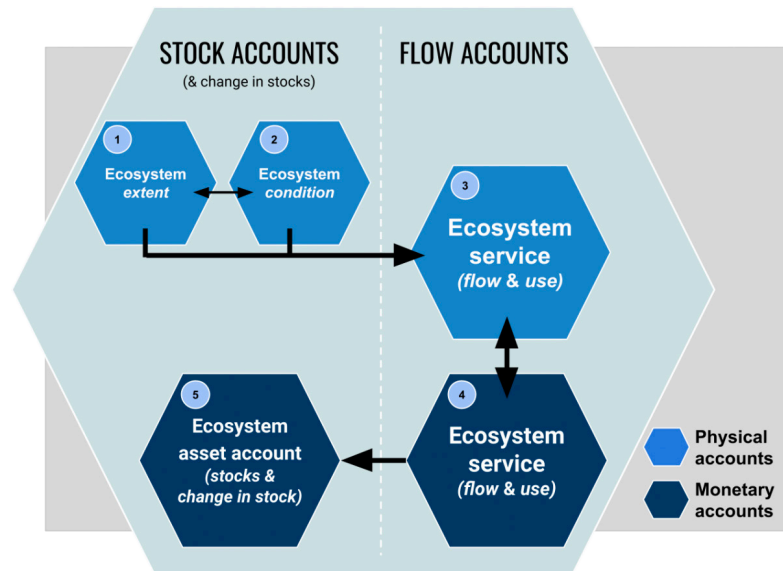 STOCK ACCOUNTS
(& change in stocks)
FLOW ACCOUNTS
1
Ecosystem
extent
2
Ecosystem
condition
3
Ecosystem
service
(flow & use)
5
Ecosystem
asset account
(stocks &
change in stock)
4
Ecosystem
service
(flow & use)
Physical
accounts
Monetary
accounts